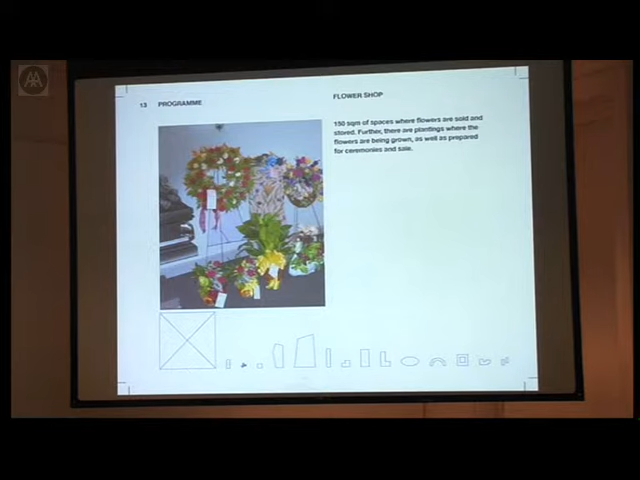 AA
13 PROGRAMME
FLOWER SHOP
150 sqm of spaces where flowers are sold and
stored. Further, there are plantings where the
flowers are being grown, as well as prepared
for ceremonies and sale.